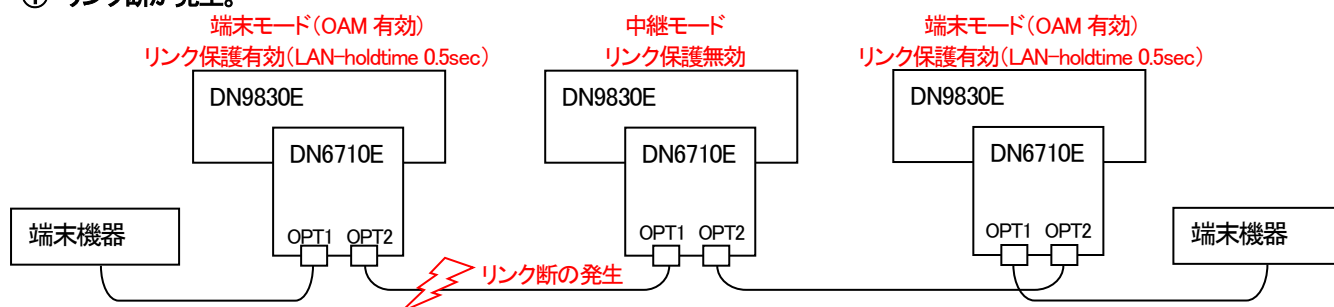 ① リンク断が発生。
端末モード（OAM 有効） 中継モード 端末モード（OAM 有効）
リンク保護有効（LAN-holdtime 0.5sec） リンク保護無効 リンク保護有効（LAN-holdtime 0.5sec）
DN9830E DN9830E DN9830E
DN6710E DN6710E DN6710E
端末機器 OPT1 OPT2 OPT1 OPT2 OPT1 OPT2 端末機器
リンク断の発生